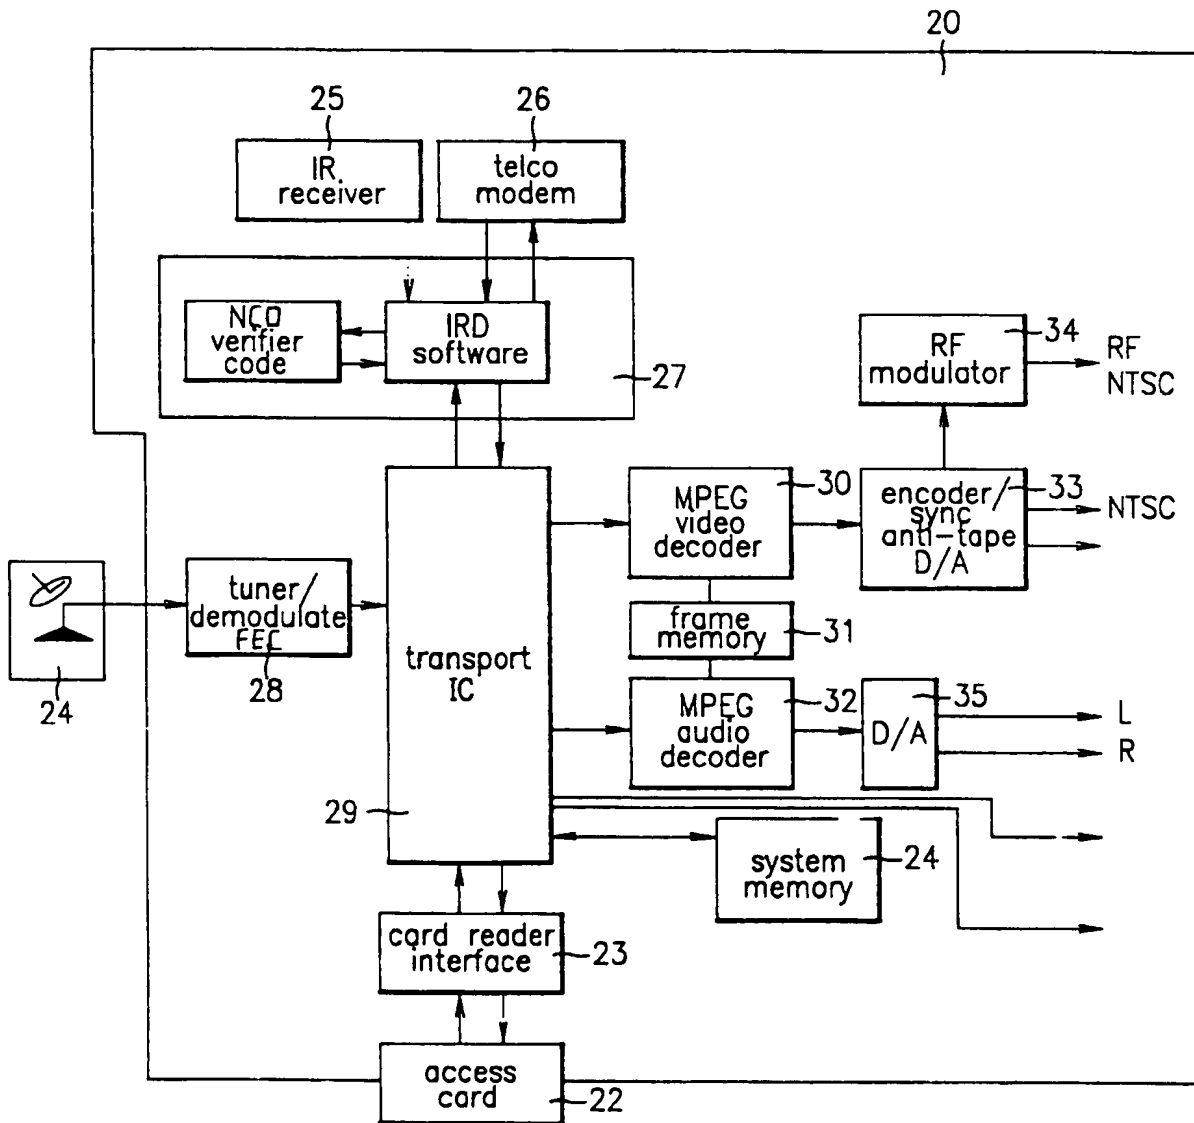 20
25
26
IR
receiver
telco
modem
NCO
verifier
code
IRD
software
27
RF
modulator
34
RF
NTSC
MPEG
video
decoder
30
encoder/
sync
anti-tape
D/A
33
NTSC
tuner/
demodulate
FEC
28
24
transport
IC
29
frame
memory
31
MPEG
audio
decoder
32
D/A
35
L
R
system
memory
24
card reader
interface
23
access
card
22